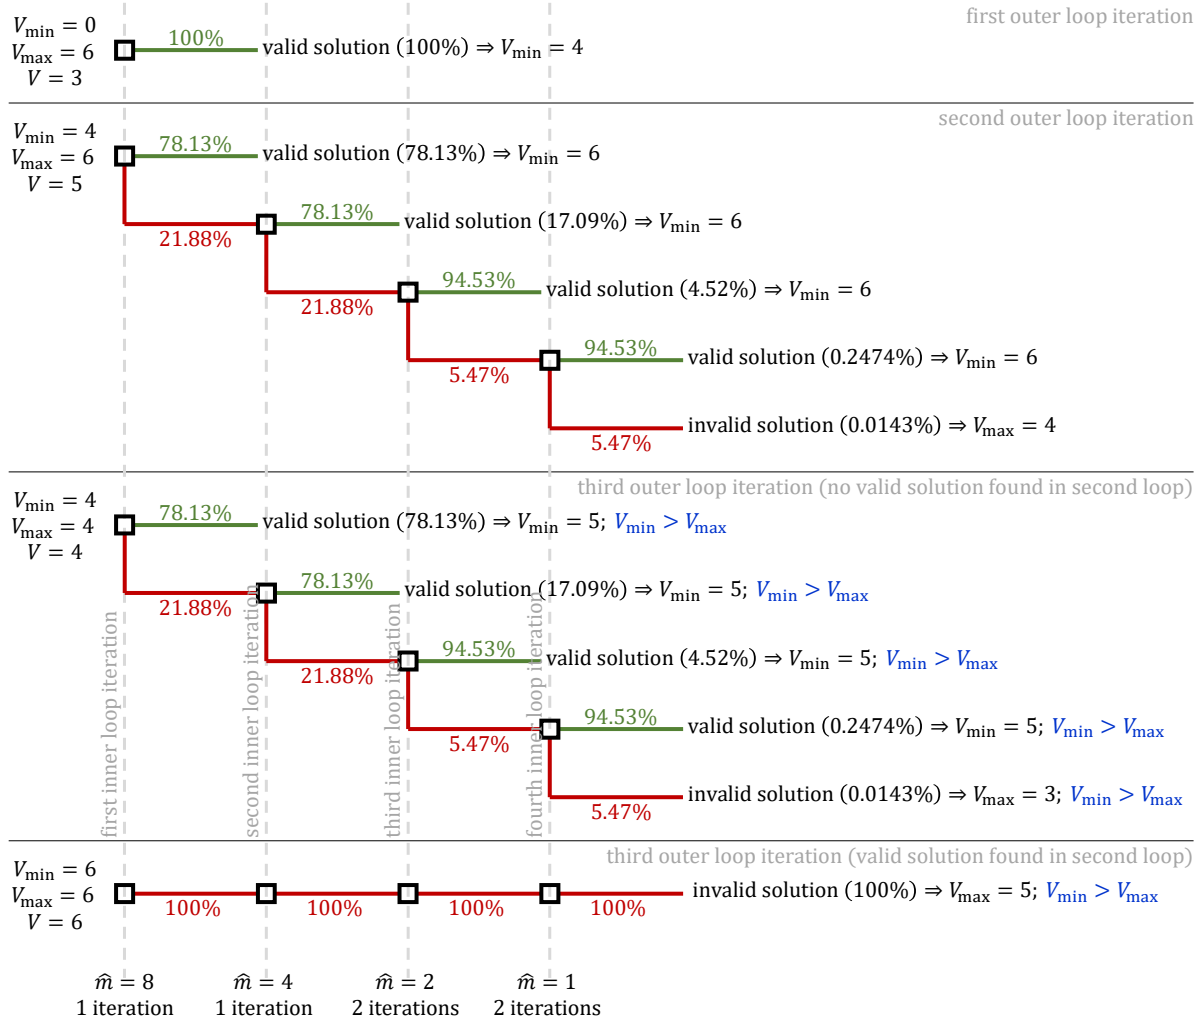 first outer loop iteration
V_min = 0
V_max = 6
V = 3
100%
valid solution (100%) ⇒ V_min = 4
second outer loop iteration
V_min = 4
V_max = 6
V = 5
78.13%
valid solution (78.13%) ⇒ V_min = 6
21.88%
78.13%
valid solution (17.09%) ⇒ V_min = 6
21.88%
94.53%
valid solution (4.52%) ⇒ V_min = 6
5.47%
94.53%
valid solution (0.2474%) ⇒ V_min = 6
5.47%
invalid solution (0.0143%) ⇒ V_max = 4
third outer loop iteration (no valid solution found in second loop)
V_min = 4
V_max = 4
V = 4
78.13%
valid solution (78.13%) ⇒ V_min = 5; V_min > V_max
21.88%
78.13%
valid solution (17.09%) ⇒ V_min = 5; V_min > V_max
21.88%
94.53%
valid solution (4.52%) ⇒ V_min = 5; V_min > V_max
5.47%
94.53%
valid solution (0.2474%) ⇒ V_min = 5; V_min > V_max
5.47%
invalid solution (0.0143%) ⇒ V_max = 3; V_min > V_max
first inner loop iteration
second inner loop iteration
third inner loop iteration
fourth inner loop iteration
third outer loop iteration (valid solution found in second loop)
V_min = 6
V_max = 6
V = 6
100%
100%
100%
100%
invalid solution (100%) ⇒ V_max = 5; V_min > V_max
m̂ = 8
1 iteration
m̂ = 4
1 iteration
m̂ = 2
2 iterations
m̂ = 1
2 iterations